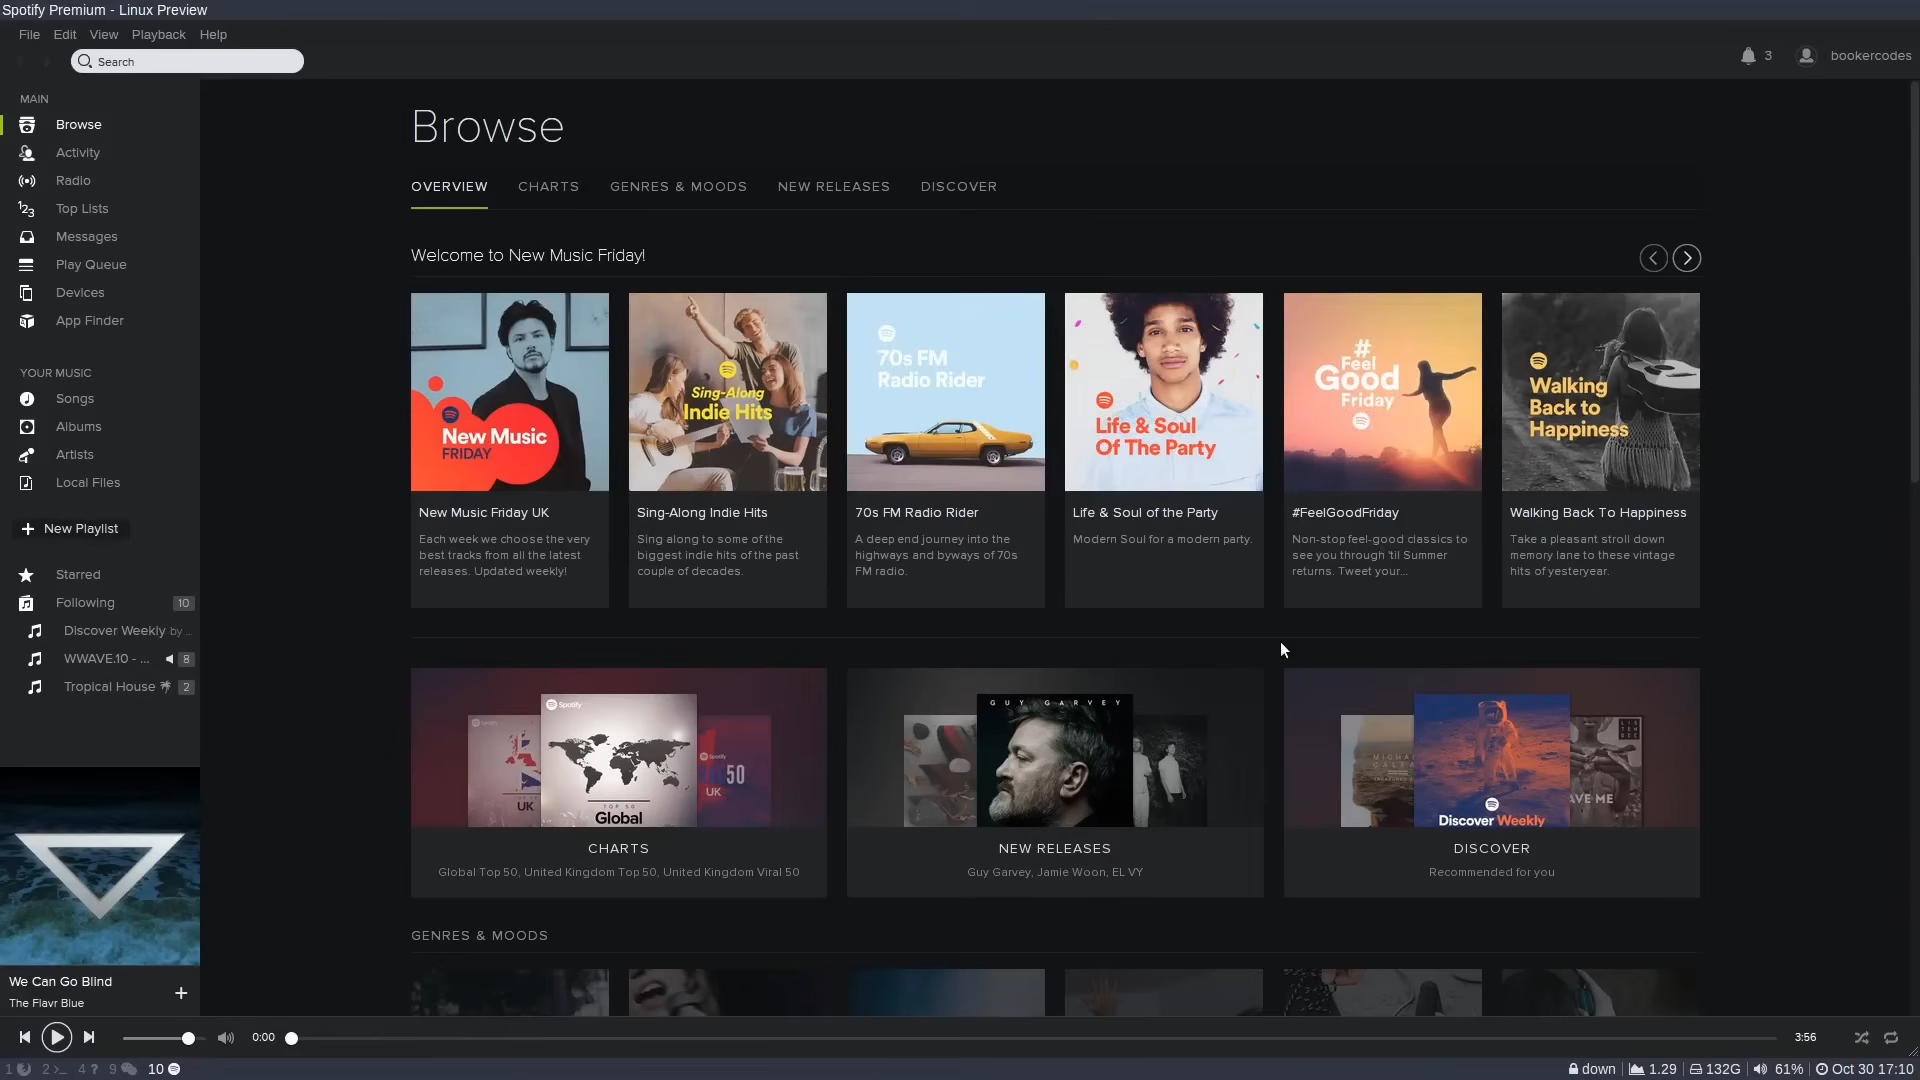 Spotify Premium - Linux Preview
File Edit View Playback Help
Search
3 bookercodes
MAIN
Browse
Activity
Radio
Top Lists
Messages
Play Queue
Devices
App Finder
YOUR MUSIC
Songs
Albums
Artists
Local Files
New Playlist
Starred
Following 10
Discover Weekly by ...
WWAVE.10 - ... 8
Tropical House 🌴 2
We Can Go Blind
The Flavr Blue
Browse
OVERVIEW CHARTS GENRES & MOODS NEW RELEASES DISCOVER
Welcome to New Music Friday!
New Music
FRIDAY
Sing-Along
Indie Hits
70s FM
Radio Rider
Life & Soul
Of The Party
#
Feel
Good
Friday
Walking
Back to
Happiness
New Music Friday UK
Each week we choose the very
best tracks from all the latest
releases. Updated weekly!
Sing-Along Indie Hits
Sing along to some of the
biggest indie hits of the past
couple of decades.
70s FM Radio Rider
A deep end journey into the
highways and byways of 70s
FM radio.
Life & Soul of the Party
Modern Soul for a modern party.
#FeelGoodFriday
Non-stop feel-good classics to
see you through 'til Summer
returns. Tweet your...
Walking Back To Happiness
Take a pleasant stroll down
memory lane to these vintage
hits of yesteryear.
Spotify
UK
TOP 50
Global
Spotify
50
UK
CHARTS
Global Top 50, United Kingdom Top 50, United Kingdom Viral 50
GUY GARVEY
NEW RELEASES
Guy Garvey, Jamie Woon, EL VY
Discover Weekly
AVE ME
DISCOVER
Recommended for you
GENRES & MOODS
0:00 3:56
1 2 4 9 10
down 1.29 132G 61% Oct 30 17:10